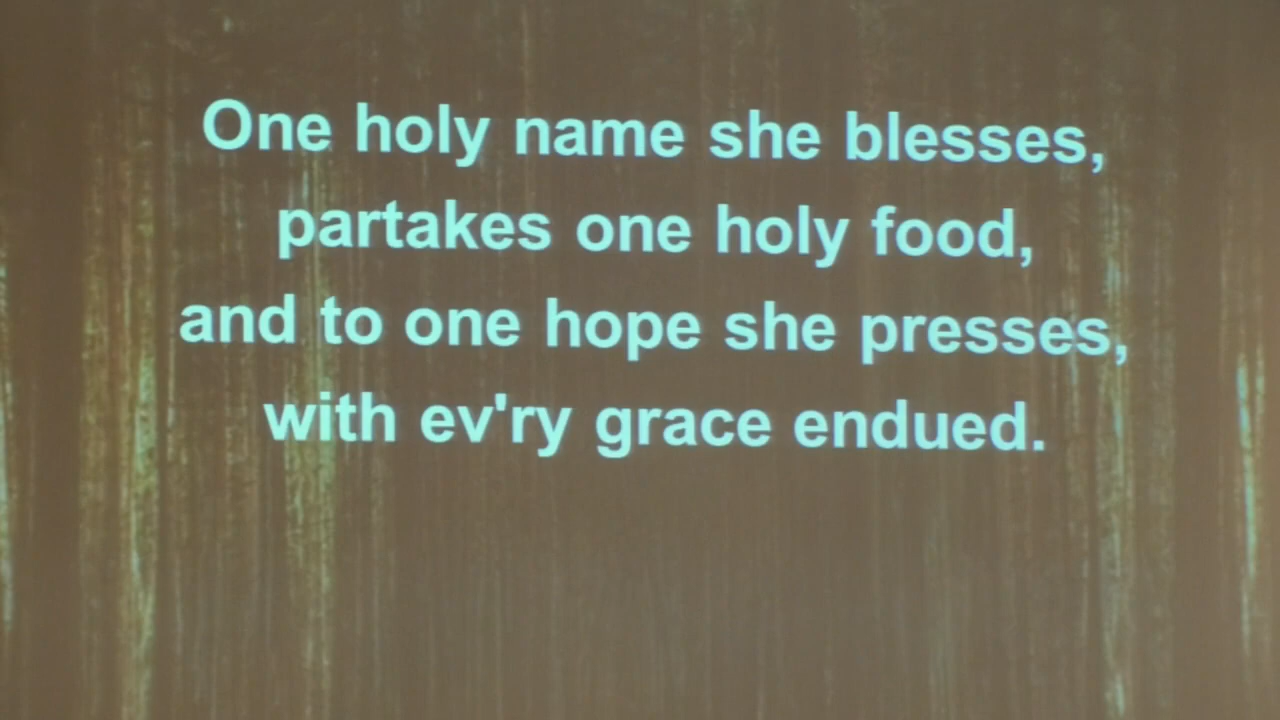 One holy name she blesses,
partakes one holy food,
and to one hope she presses,
with ev'ry grace endued.